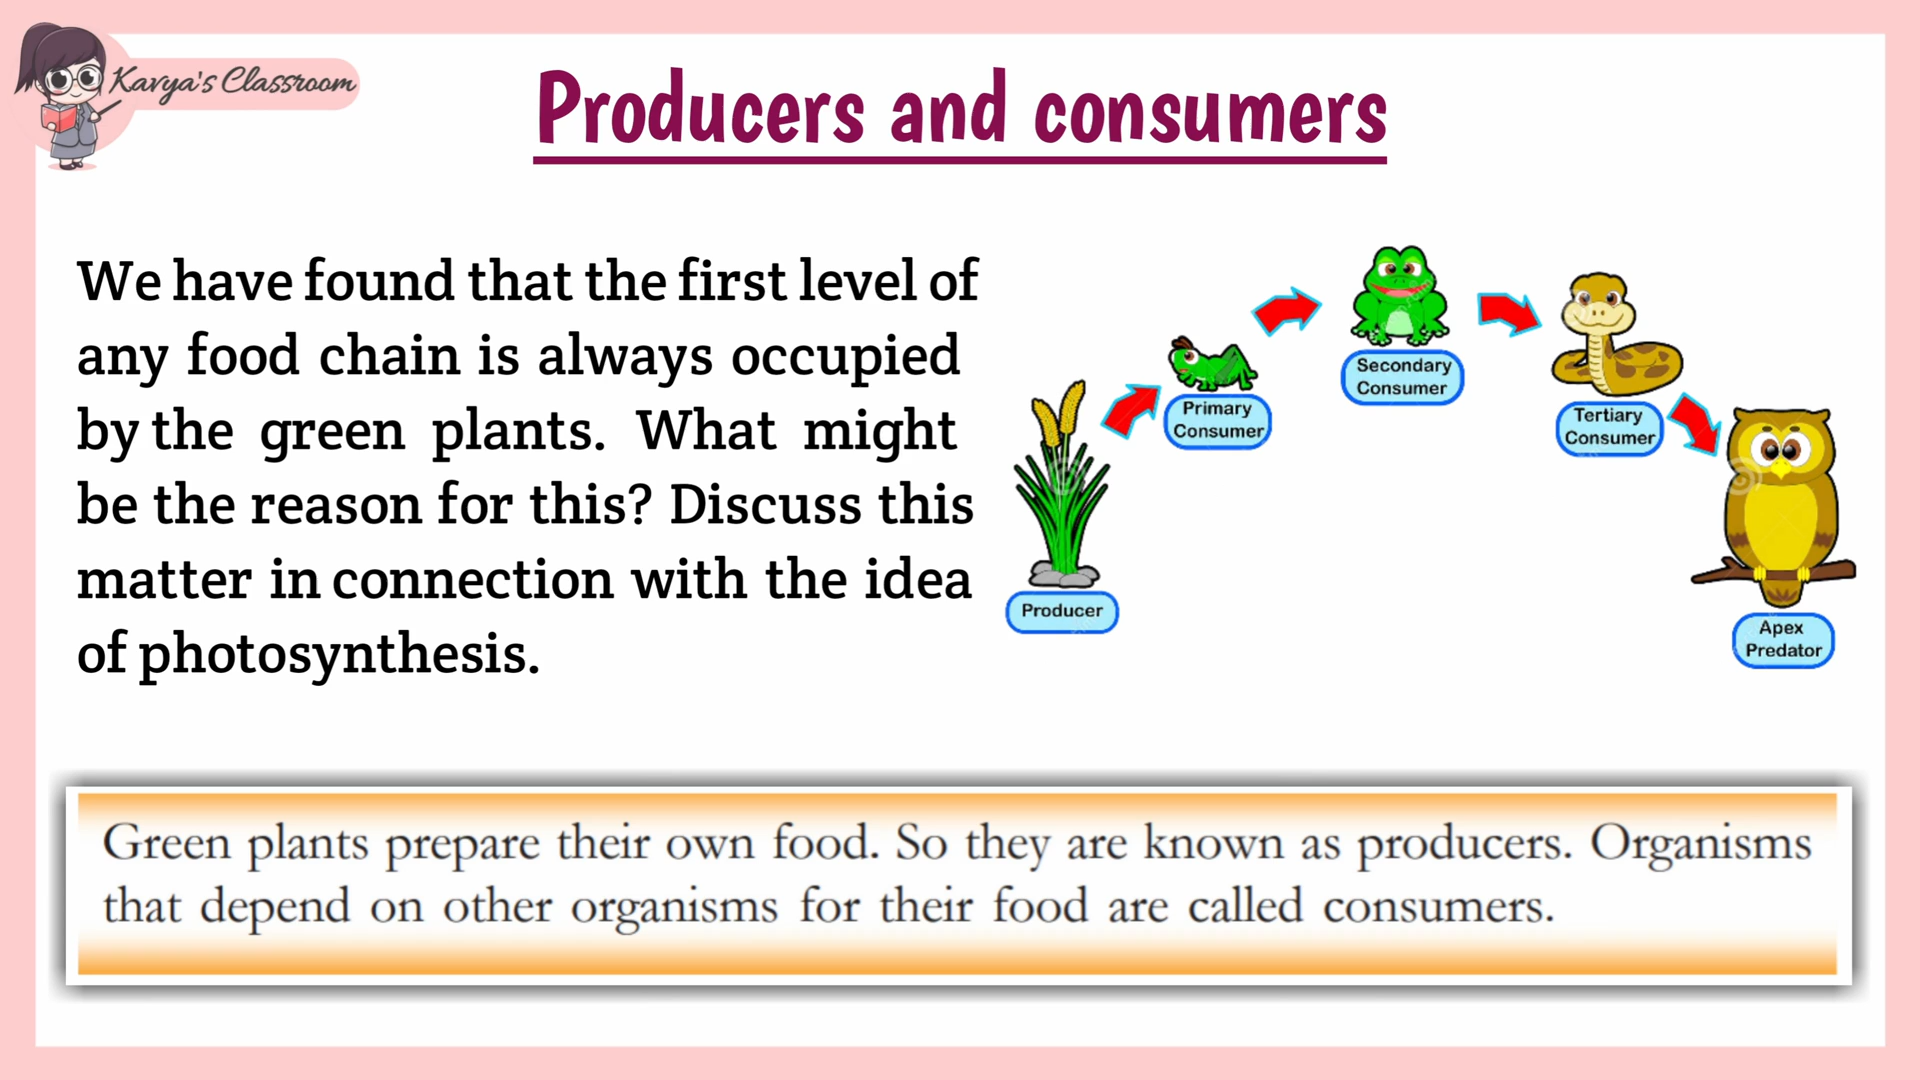 Karya's Classroom
Producers and consumers
We have found that the first level of
any food chain is always occupied
by the green plants. What might
be the reason for this? Discuss this
matter in connection with the idea
of photosynthesis.
Producer
Primary
Consumer
Secondary
Consumer
Tertiary
Consumer
Apex
Predator
Green plants prepare their own food. So they are known as producers. Organisms
that depend on other organisms for their food are called consumers.